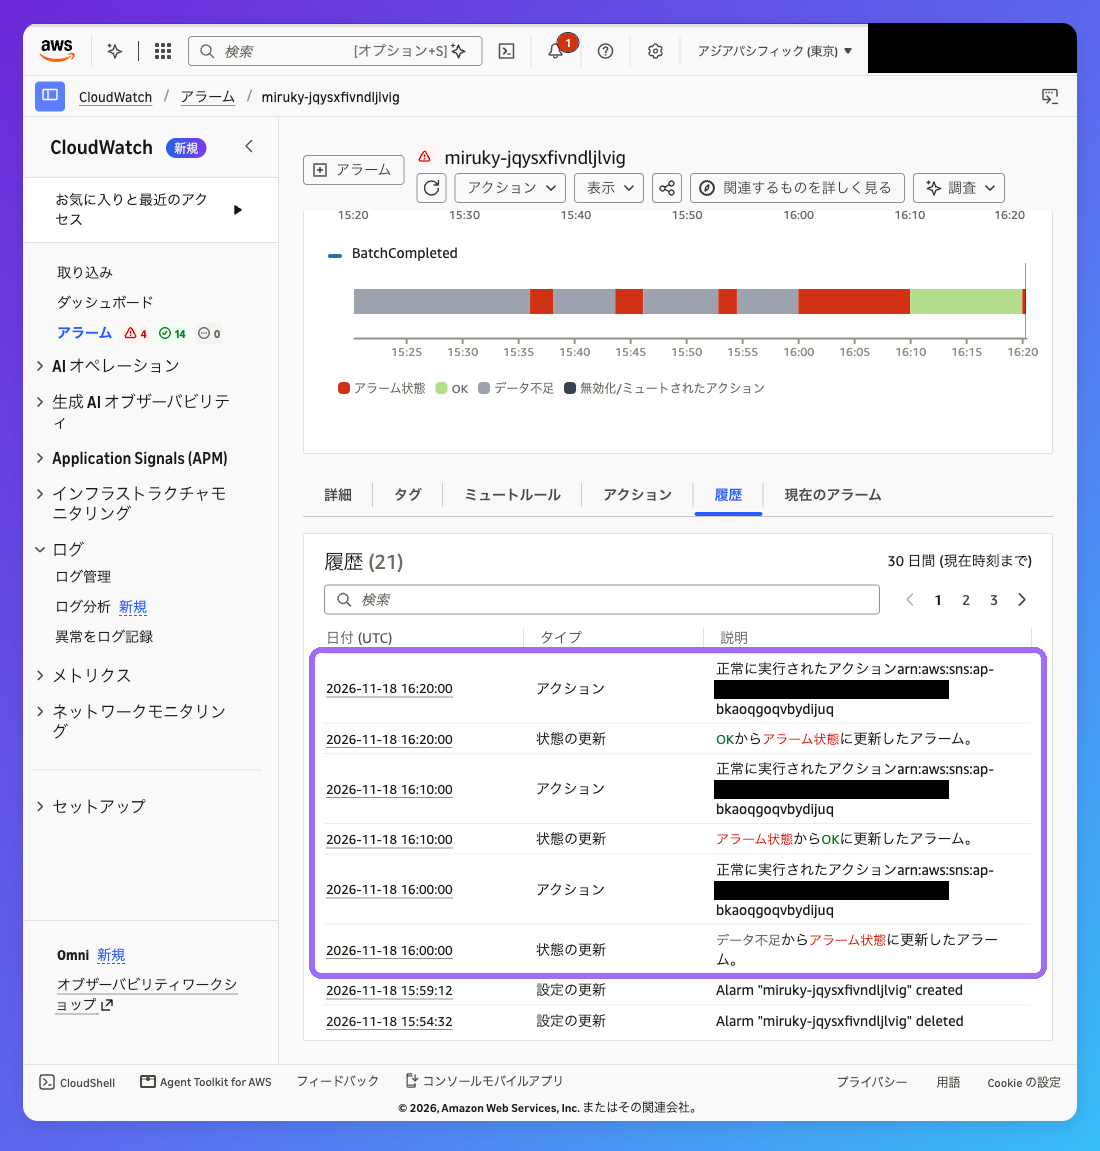 aws
検索 [オプション+S]
1
アジアパシフィック (東京) ▼
CloudWatch / アラーム / miruky-jqysxfivndljlvig
CloudWatch 新規
お気に入りと最近のアク
セス
取り込み
ダッシュボード
アラーム 4 14 0
AI オペレーション
生成 AI オブザーバビリテ
ィ
Application Signals (APM)
インフラストラクチャモ
ニタリング
ログ
ログ管理
ログ分析 新規
異常をログ記録
メトリクス
ネットワークモニタリン
グ
セットアップ
Omni 新規
オブザーバビリティワークシ
ョップ
アラーム
miruky-jqysxfivndljlvig
アクション 表示 関連するものを詳しく見る 調査
15:20 15:30 15:40 15:50 16:00 16:10 16:20
BatchCompleted
15:25 15:30 15:35 15:40 15:45 15:50 15:55 16:00 16:05 16:10 16:15 16:20
アラーム状態 OK データ不足 無効化/ミュートされたアクション
詳細 タグ ミュートルール アクション 履歴 現在のアラーム
履歴 (21) 30 日間 (現在時刻まで)
検索 1 2 3
日付 (UTC) タイプ 説明
2026-11-18 16:20:00 アクション 正常に実行されたアクションarn:aws:sns:ap-
bkaoqgoqvbydijuq
2026-11-18 16:20:00 状態の更新 OKからアラーム状態に更新したアラーム。
2026-11-18 16:10:00 アクション 正常に実行されたアクションarn:aws:sns:ap-
bkaoqgoqvbydijuq
2026-11-18 16:10:00 状態の更新 アラーム状態からOKに更新したアラーム。
2026-11-18 16:00:00 アクション 正常に実行されたアクションarn:aws:sns:ap-
bkaoqgoqvbydijuq
2026-11-18 16:00:00 状態の更新 データ不足からアラーム状態に更新したアラー
ム。
2026-11-18 15:59:12 設定の更新 Alarm "miruky-jqysxfivndljlvig" created
2026-11-18 15:54:32 設定の更新 Alarm "miruky-jqysxfivndljlvig" deleted
CloudShell Agent Toolkit for AWS フィードバック コンソールモバイルアプリ プライバシー 用語 Cookie の設定
© 2026, Amazon Web Services, Inc. またはその関連会社。